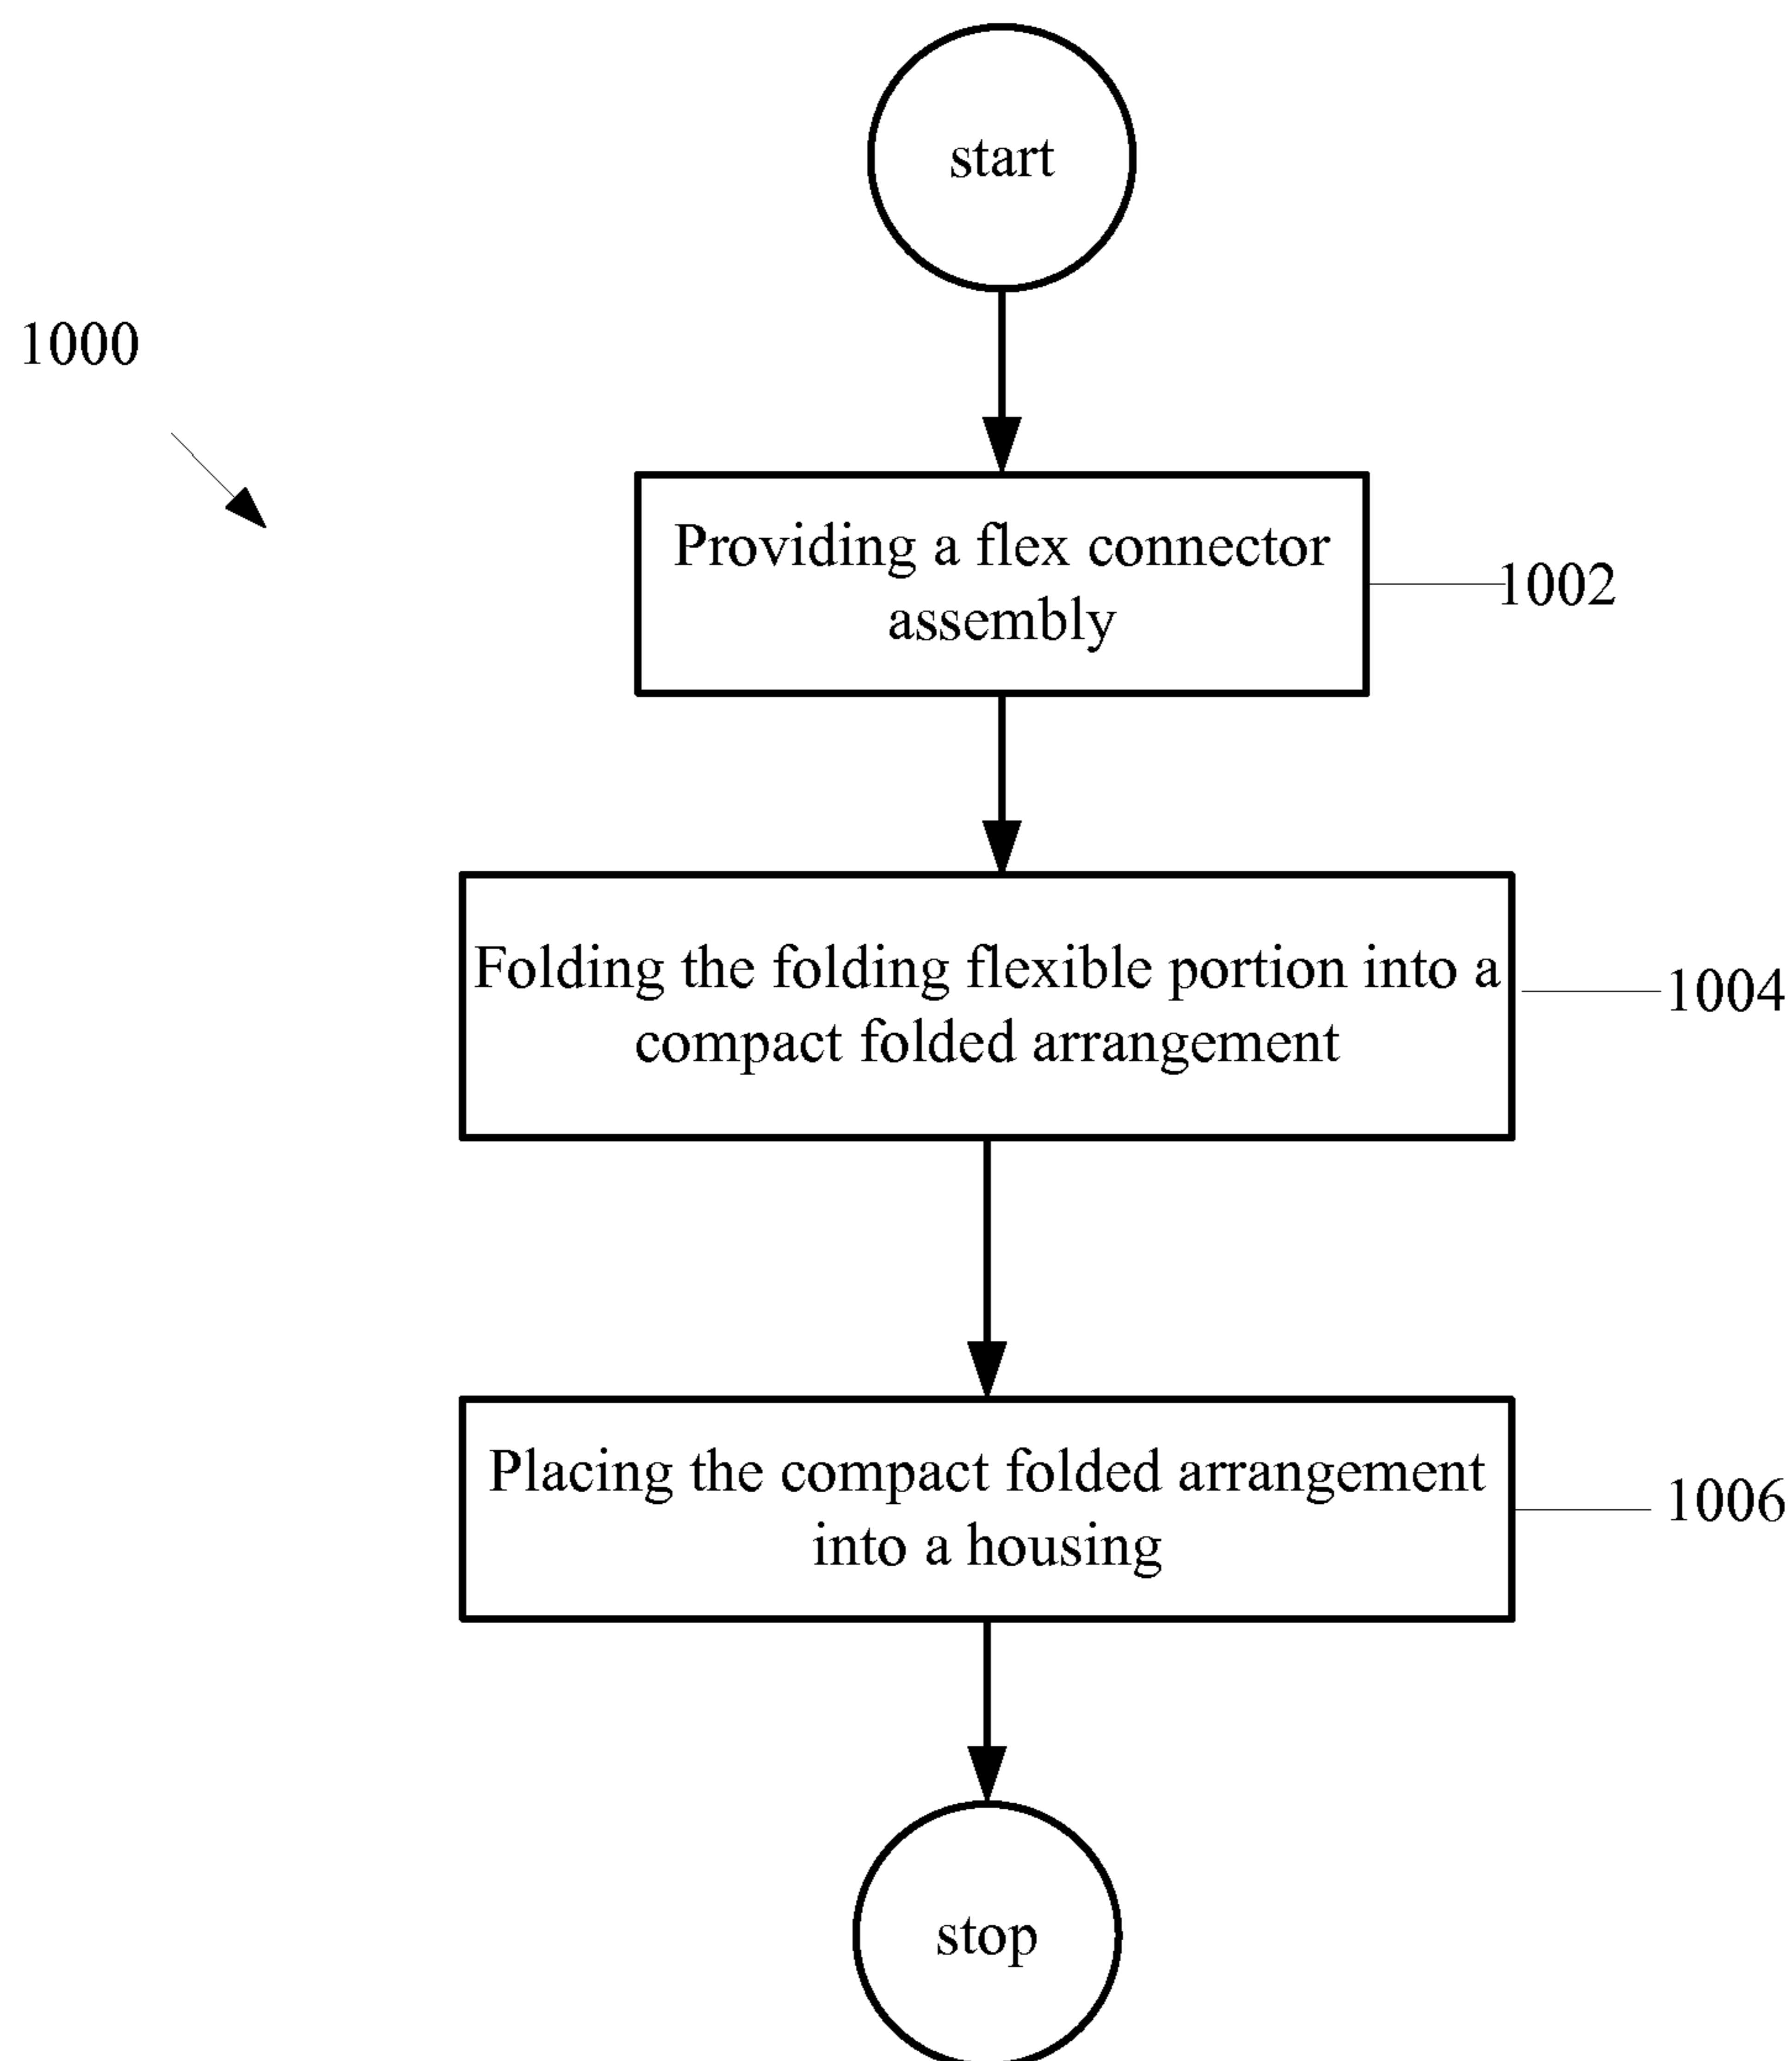 start
1000
Providing a flex connector
assembly
1002
Folding the folding flexible portion into a
compact folded arrangement
1004
Placing the compact folded arrangement
into a housing
1006
stop